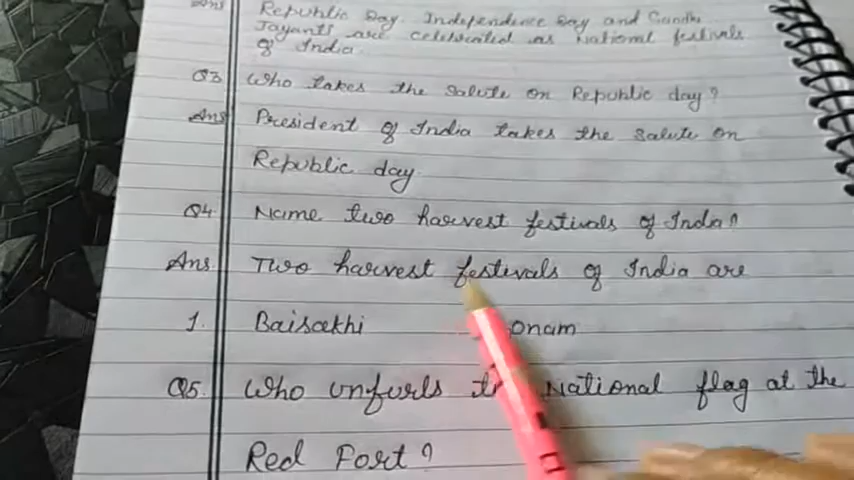 Ans Republic Day, Independence Day and Gandhi
Jayanti are celebrated as National festivals
of India.
Q3 Who takes the salute on Republic day?
Ans President of India takes the salute on
Republic day.
Q4 Name two harvest festivals of India?
Ans. Two harvest festivals of India are
1. Baisakhi onam
Q5. Who unfurls National flag at the
Red Fort?